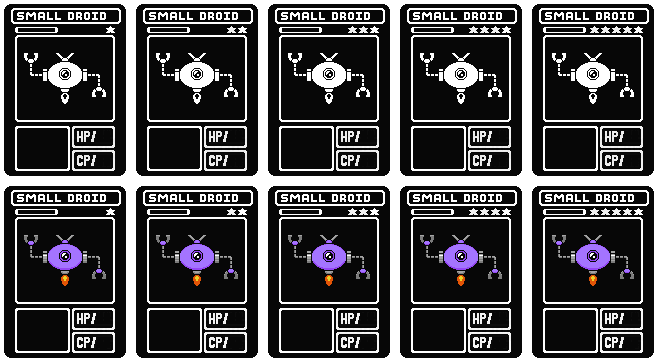 SMALL DROID SMALL DROID SMALL DROID SMALL DROID SMALL DROID
★ ★★ ★★★ ★★★★ ★★★★★
HP/ HP/ HP/ HP/ HP/
CP/ CP/ CP/ CP/ CP/
SMALL DROID SMALL DROID SMALL DROID SMALL DROID SMALL DROID
★ ★★ ★★★ ★★★★ ★★★★★
HP/ HP/ HP/ HP/ HP/
CP/ CP/ CP/ CP/ CP/